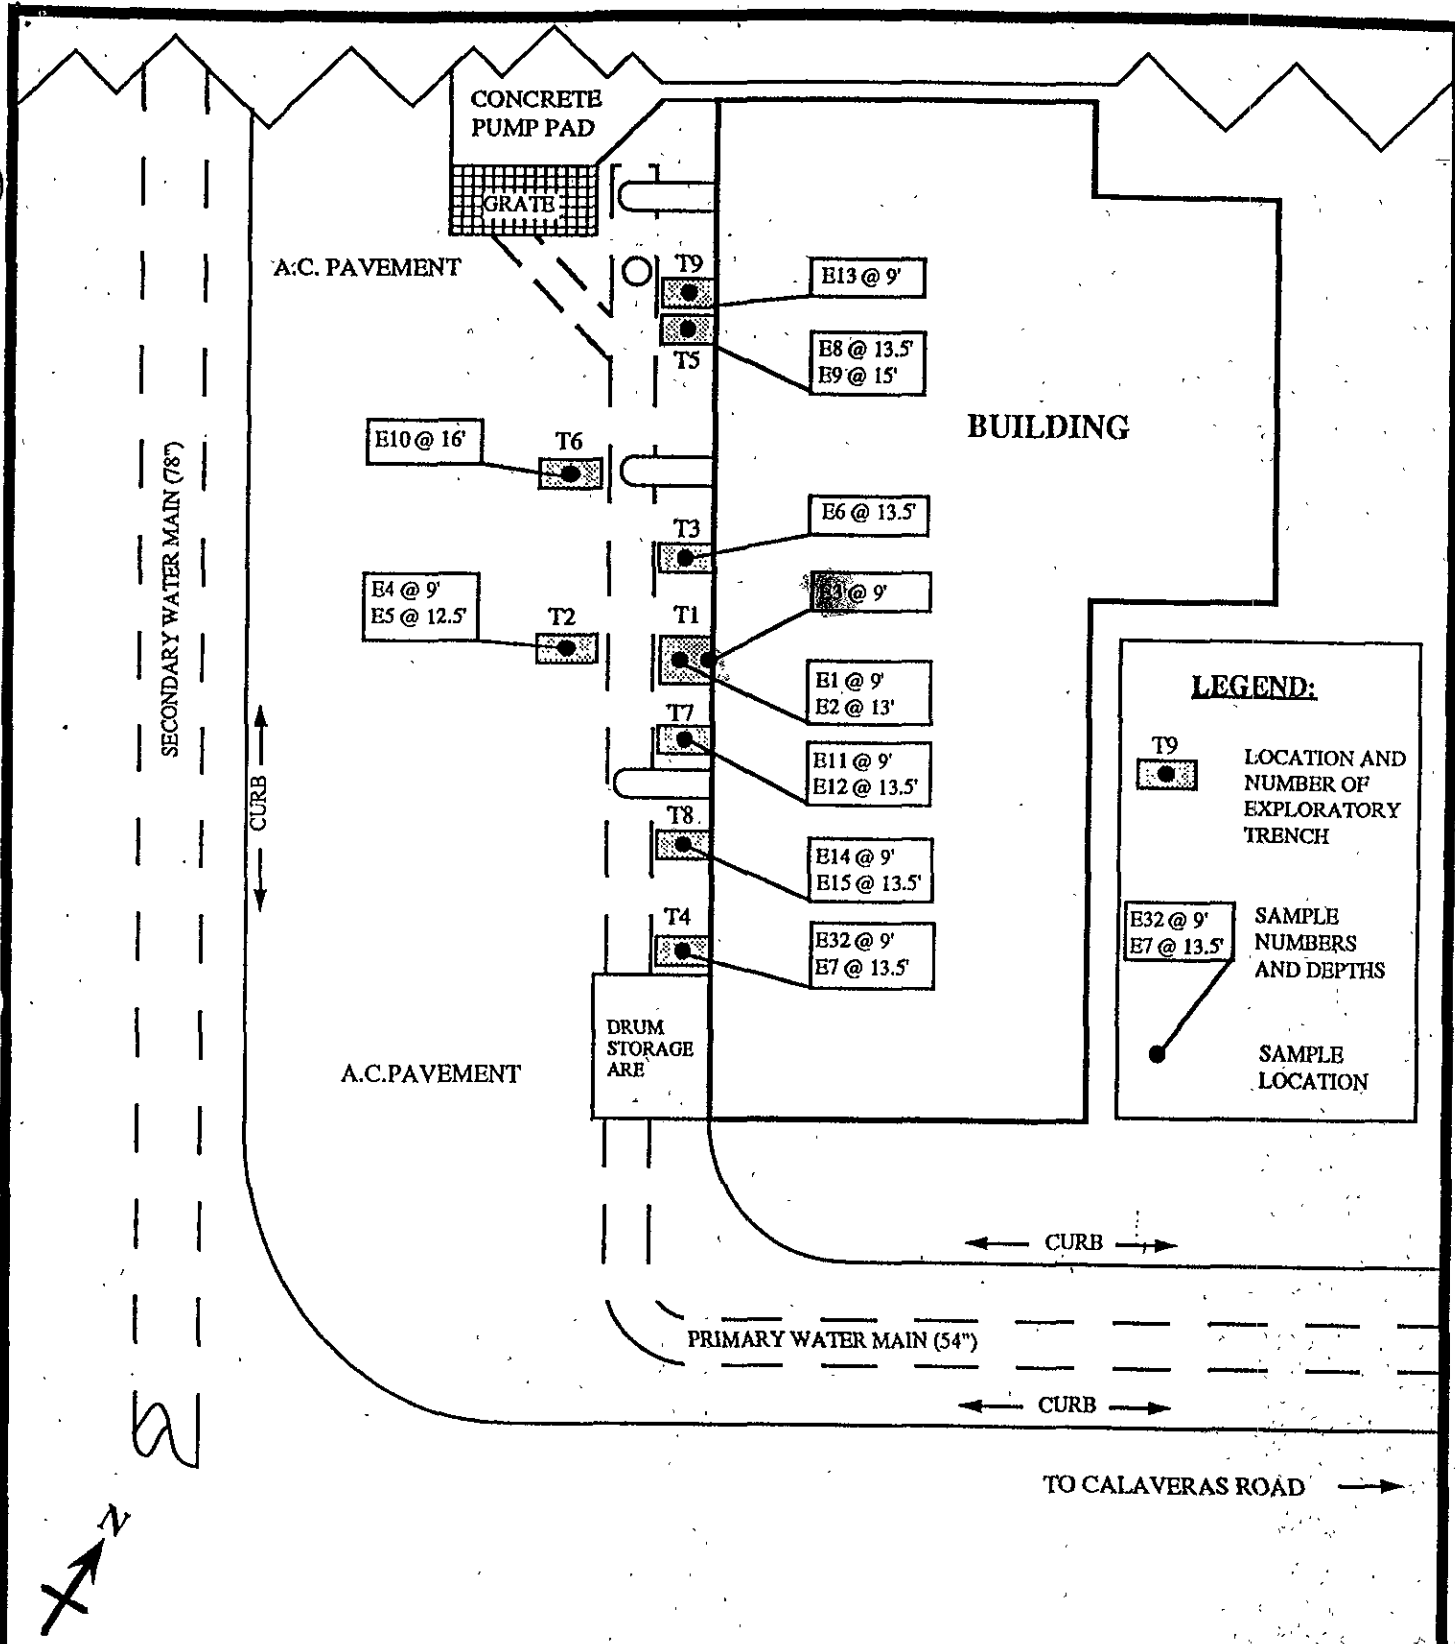 CONCRETE
PUMP PAD
GRATE
A.C. PAVEMENT
T9
E13 @ 9'
T5
E8 @ 13.5'
E9 @ 15'
BUILDING
E10 @ 16'
T6
SECONDARY WATER MAIN (78")
T3
E6 @ 13.5'
E4 @ 9'
E5 @ 12.5'
T2
T1
E3 @ 9'
E1 @ 9'
E2 @ 13'
T7
E11 @ 9'
E12 @ 13.5'
CURB
T8
E14 @ 9'
E15 @ 13.5'
T4
E32 @ 9'
E7 @ 13.5'
DRUM
STORAGE
ARE
A.C.PAVEMENT
LEGEND:
T9
LOCATION AND
NUMBER OF
EXPLORATORY
TRENCH
E32 @ 9'
E7 @ 13.5'
SAMPLE
NUMBERS
AND DEPTHS
SAMPLE
LOCATION
CURB
PRIMARY WATER MAIN (54")
CURB
TO CALAVERAS ROAD
N